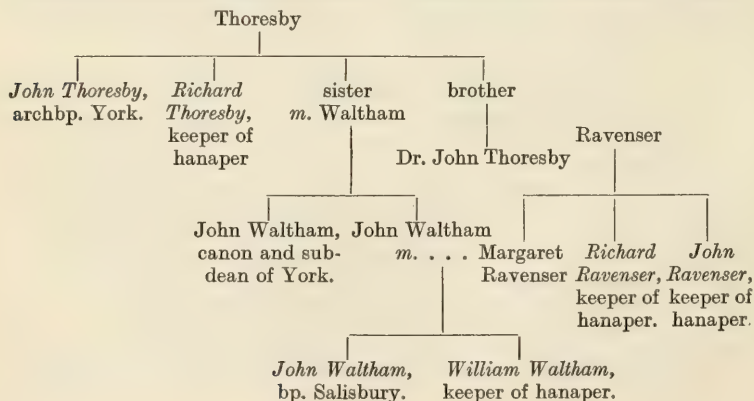 Thoresby
John Thoresby,
archbp. York.
Richard
Thoresby,
keeper of
hanaper
sister
m. Waltham
brother
Dr. John Thoresby
Ravenser
John Waltham,
canon and sub-
dean of York.
John Waltham
m. . . . Margaret
Ravenser
Richard
Ravenser,
keeper of
hanaper.
John
Ravenser,
keeper of
hanaper.
John Waltham,
bp. Salisbury.
William Waltham,
keeper of hanaper.